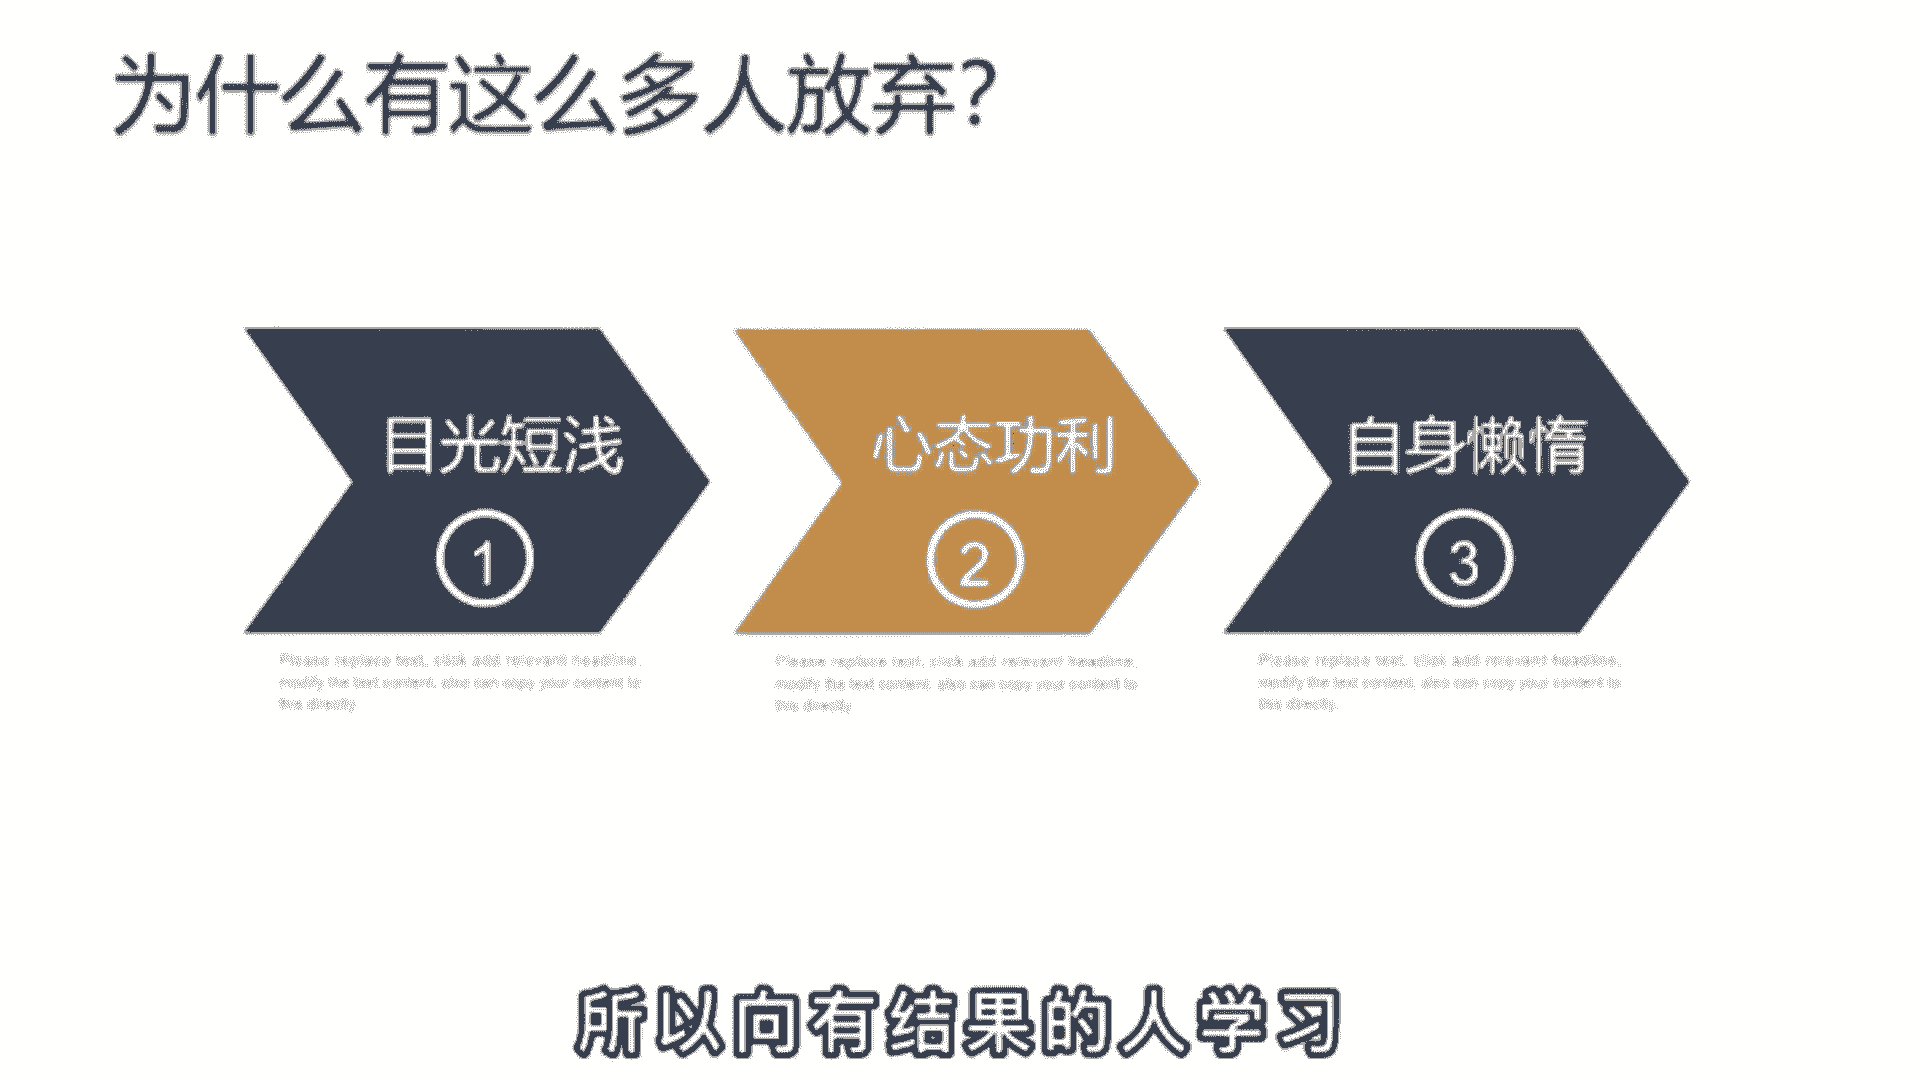 为什么有这么多人放弃?
目光短浅
1
心态功利
2
自身懒惰
3
Please replace text, click add relevant headline,
modify the text content, also can copy your content to
this directly.
Please replace text, click add relevant headline,
modify the text content, also can copy your content to
this directly.
Please replace text, click add relevant headline,
modify the text content, also can copy your content to
this directly.
所以向有结果的人学习